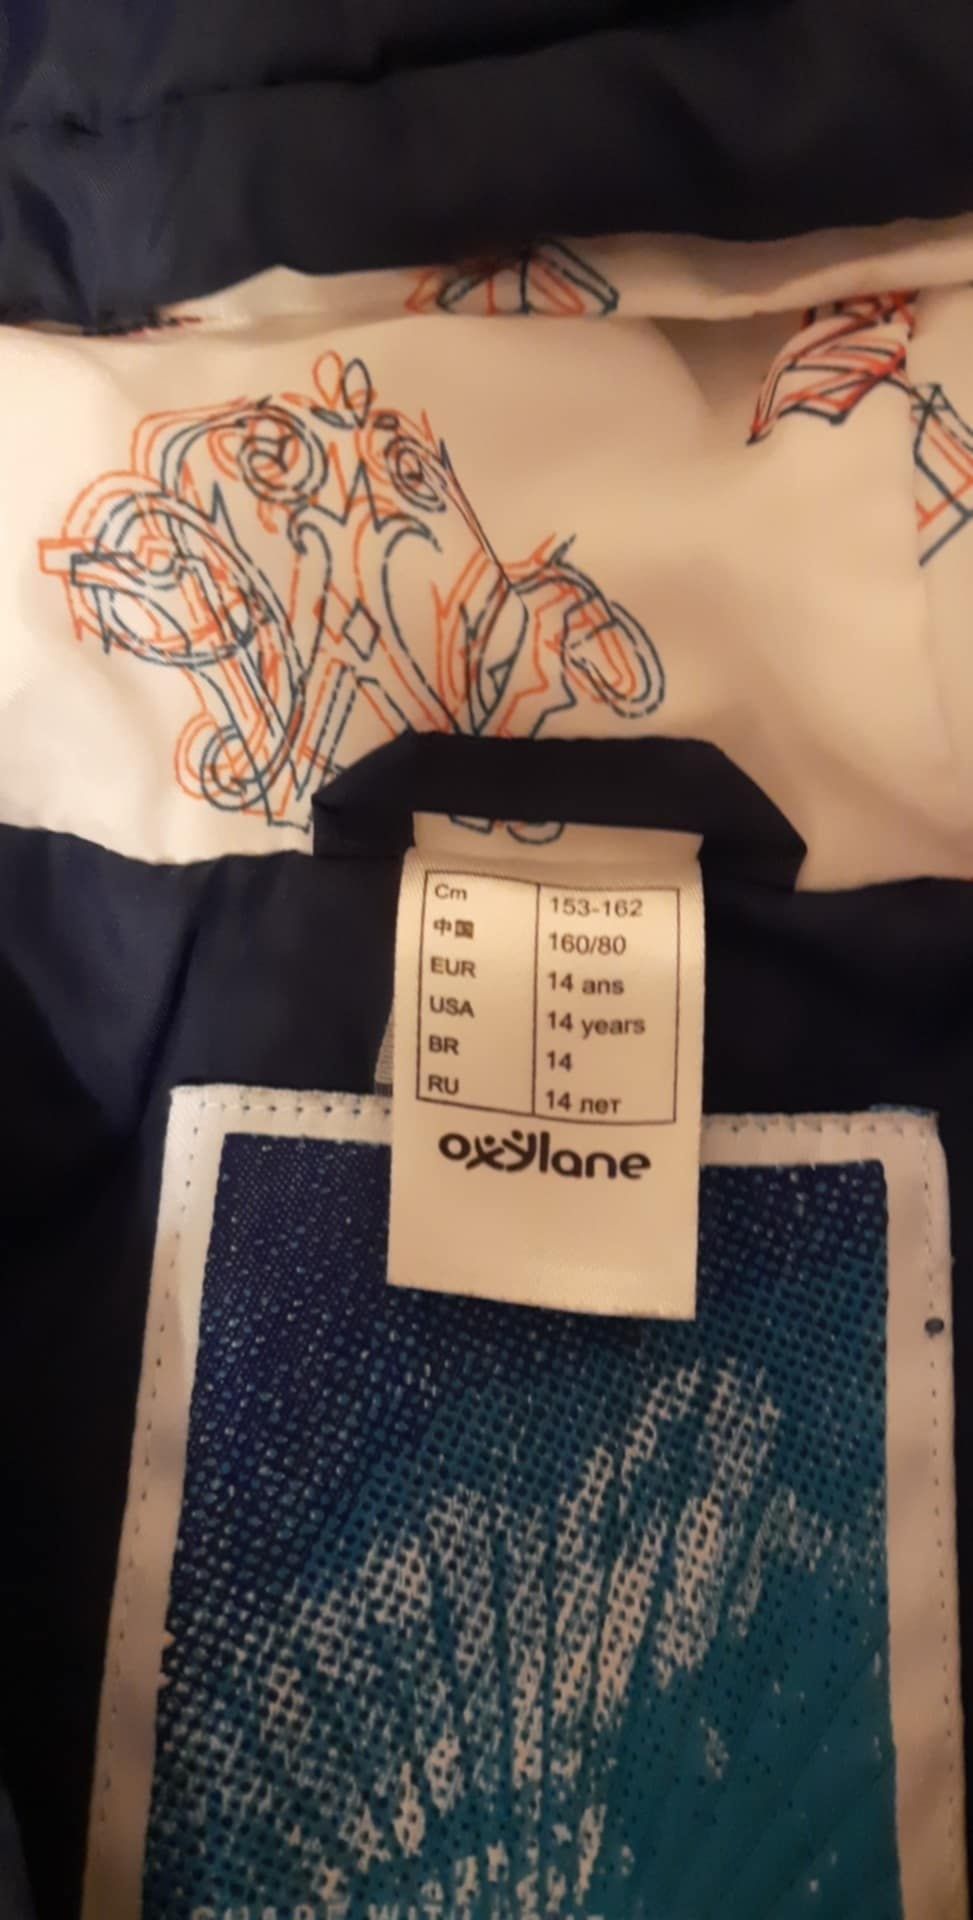 Cm 153-162
中国 160/80
EUR 14 ans
USA 14 years
BR 14
RU 14 лет
oxylane